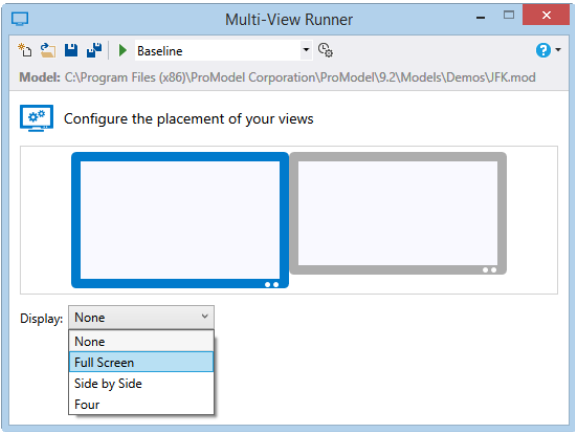 Multi-View Runner
Baseline
Model: C:\Program Files (x86)\ProModel Corporation\ProModel\9.2\Models\Demos\JFK.mod
Configure the placement of your views
Display: None
None
Full Screen
Side by Side
Four